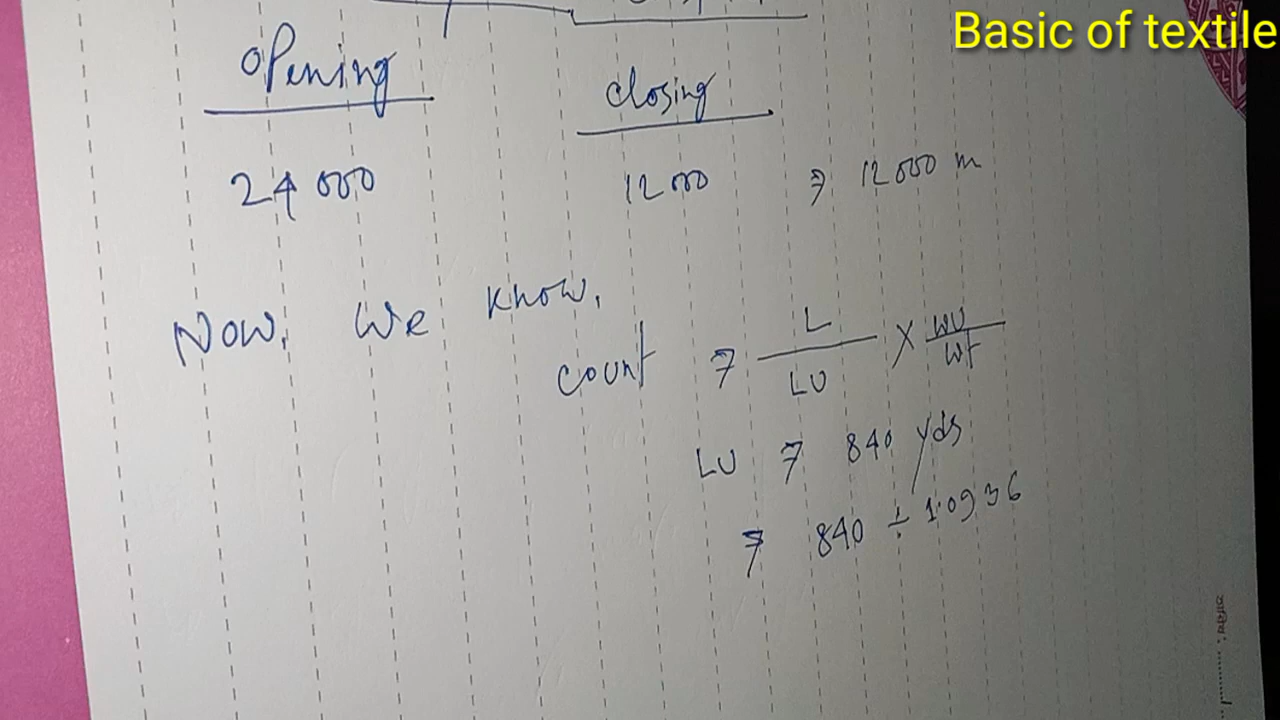 Basic of textile
opening closing
24000 12000 ⇒ 12000 m
Now, We know,
count ⇒ L/LU × WU/Wt
LU ⇒ 840 yds
⇒ 840 ÷ 1.0936